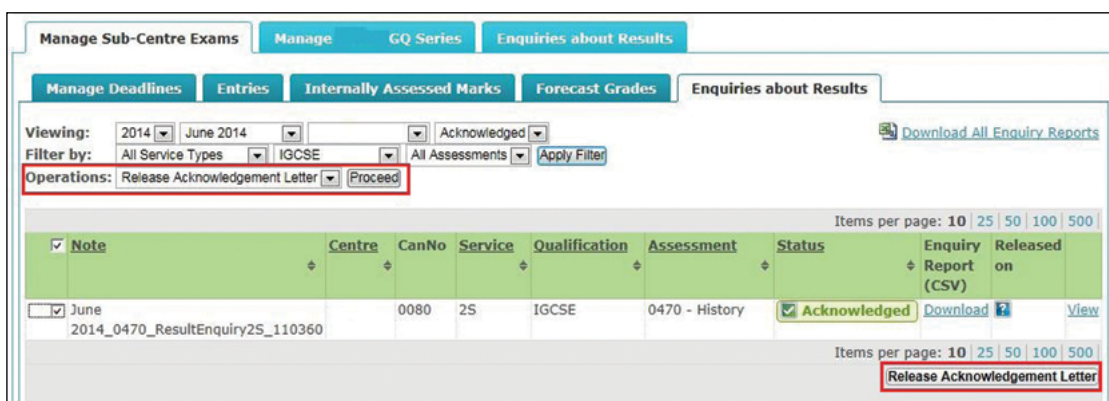 Manage Sub-Centre Exams Manage GQ Series Enquiries about Results
Manage Deadlines Entries Internally Assessed Marks Forecast Grades Enquiries about Results
Viewing: 2014 June 2014 Acknowledged Download All Enquiry Reports
Filter by: All Service Types IGCSE All Assessments Apply Filter
Operations: Release Acknowledgement Letter Proceed
Items per page: 10 | 25 | 50 | 100 | 500 |
Note Centre CanNo Service Qualification Assessment Status Enquiry Released
Report on
(CSV)
June 0080 2S IGCSE 0470 - History Acknowledged Download ? View
2014_0470_ResultEnquiry2S_110360
Items per page: 10 | 25 | 50 | 100 | 500 |
Release Acknowledgement Letter